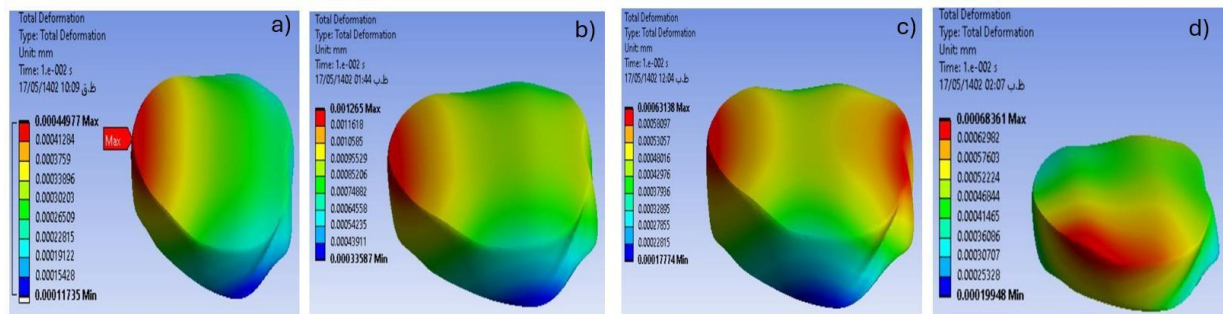 a)
Total Deformation
Type: Total Deformation
Unit: mm
Time: 1.e-002 s
17/05/1402 10:09 ق.ظ
0.00044977 Max
0.00041284
0.0003759
0.00033896
0.00030203
0.00026509
0.00022815
0.00019122
0.00015428
0.00011735 Min
Max
b)
Total Deformation
Type: Total Deformation
Unit: mm
Time: 1.e-002 s
17/05/1402 01:44 ب.ظ
0.001265 Max
0.0011618
0.0010585
0.00095529
0.00085206
0.00074882
0.00064558
0.00054235
0.00043911
0.00033587 Min
c)
Total Deformation
Type: Total Deformation
Unit: mm
Time: 1.e-002 s
17/05/1402 12:04 ب.ظ
0.00063138 Max
0.00058097
0.00053057
0.00048016
0.00042976
0.00037936
0.00032895
0.00027855
0.00022815
0.00017774 Min
d)
Total Deformation
Type: Total Deformation
Unit: mm
Time: 1.e-002 s
17/05/1402 02:07 ب.ظ
0.00068361 Max
0.00062982
0.00057603
0.00052224
0.00046844
0.00041465
0.00036086
0.00030707
0.00025328
0.00019948 Min